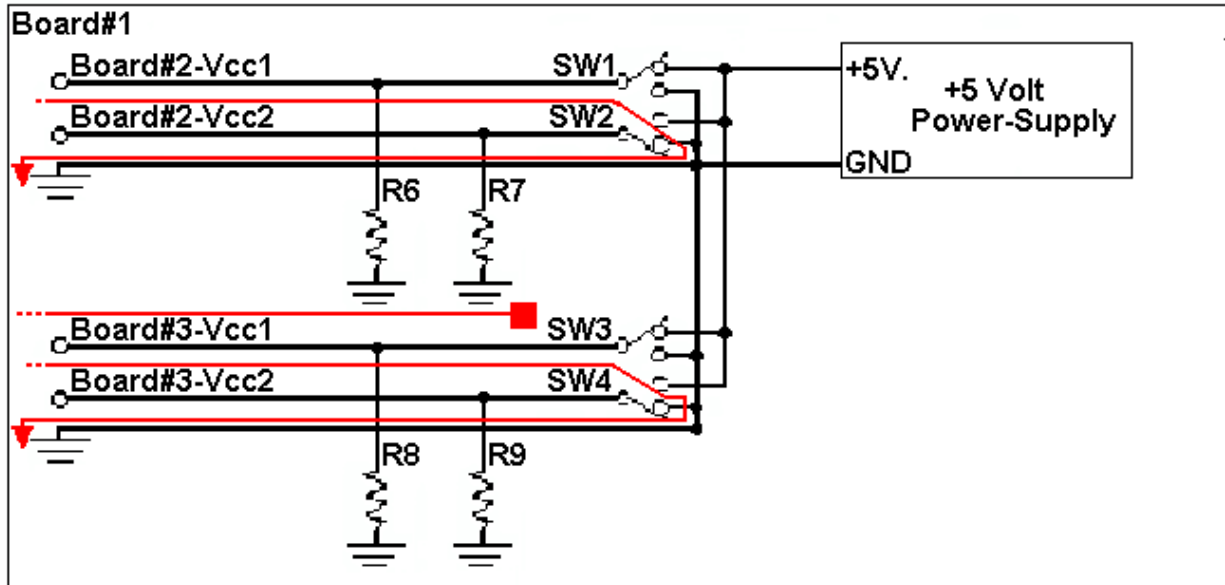 Board#1
Board#2-Vcc1
SW1
+5V.
+5 Volt
Power-Supply
Board#2-Vcc2
SW2
GND
R6
R7
Board#3-Vcc1
SW3
Board#3-Vcc2
SW4
R8
R9